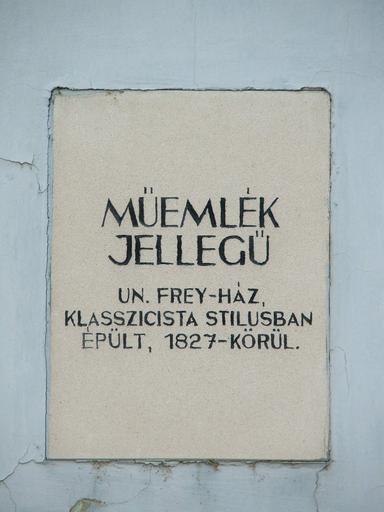 MŰEMLÉK
JELLEGŰ
UN. FREY-HÁZ,
KLASSZICISTA STILUSBAN
ÉPÜLT, 1827-KÖRÜL.